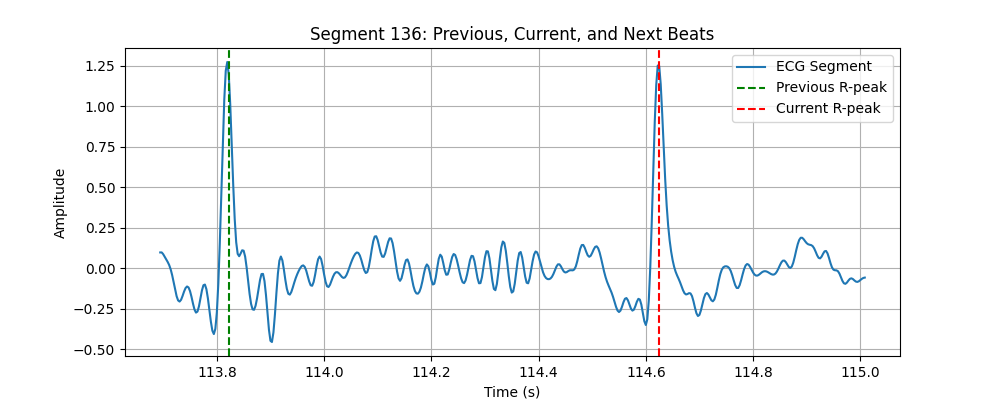 Segment 136: Previous, Current, and Next Beats
ECG Segment
Previous R-peak
Current R-peak
1.25
1.00
0.75
0.50
0.25
0.00
−0.25
−0.50
Amplitude
113.8 114.0 114.2 114.4 114.6 114.8 115.0
Time (s)